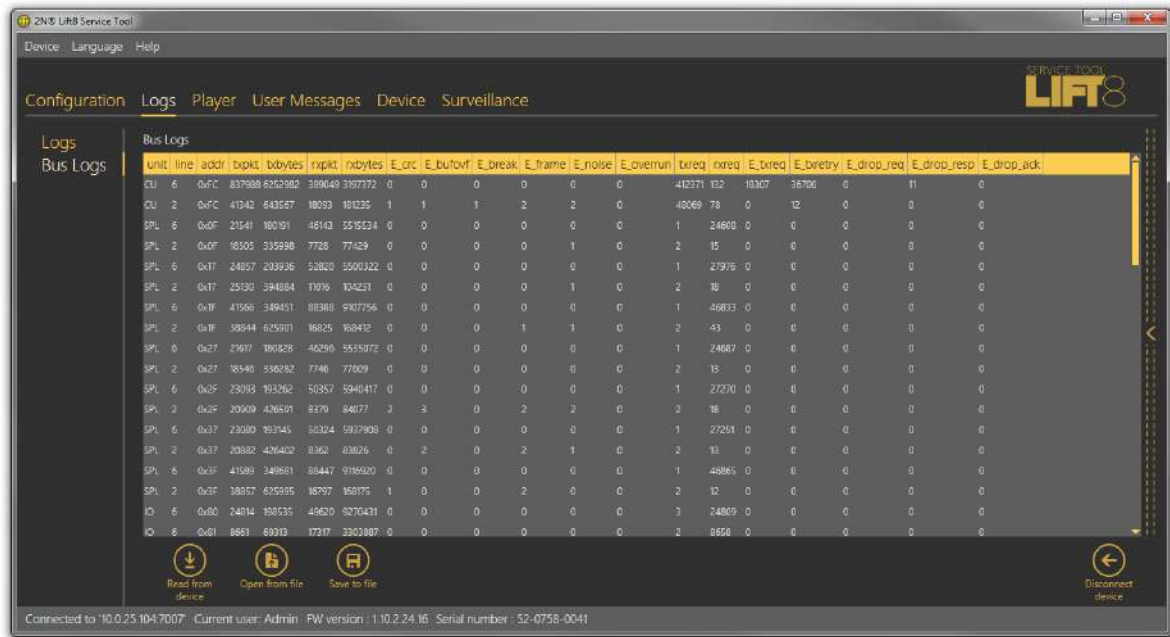 2N® Lift8 Service Tool
Device Language Help
SERVICE TOOL
LIFT8
Configuration Logs Player User Messages Device Surveillance
Logs
Bus Logs
Bus Logs
unit line addr txpkt txbytes rxpkt rxbytes E_crc E_bufovf E_break E_frame E_noise E_overrun txreq rxreq E_txreq E_txretry E_drop_req E_drop_resp E_drop_ack
CU 6 0xFC 837988 6252982 389049 3197372 0 0 0 0 0 0 412371 132 18307 36706 0 11 0
CU 2 0xFC 41342 643567 18093 181235 1 1 1 2 2 0 48069 78 0 12 0 0 0
SPL 6 0x0F 21541 180191 46143 5515534 0 0 0 0 0 0 1 24608 0 0 0 0 0
SPL 2 0x0F 18505 335998 7728 77429 0 0 0 0 1 0 2 15 0 0 0 0 0
SPL 6 0x17 24857 203936 52820 5500322 0 0 0 0 0 0 1 27976 0 0 0 0 0
SPL 2 0x17 25130 394884 11016 104231 0 0 0 0 1 0 2 18 0 0 0 0 0
SPL 6 0x1F 41566 349451 88388 9107756 0 0 0 0 0 0 1 46833 0 0 0 0 0
SPL 2 0x1F 38844 625901 16825 168412 0 0 0 1 1 0 2 43 0 0 0 0 0
SPL 6 0x27 21617 180828 46296 5535072 0 0 0 0 0 0 1 24687 0 0 0 0 0
SPL 2 0x27 18546 336282 7746 77609 0 0 0 0 0 0 2 13 0 0 0 0 0
SPL 6 0x2F 23093 193262 50357 5940417 0 0 0 0 0 0 1 27270 0 0 0 0 0
SPL 2 0x2F 20909 426591 8370 84077 2 3 0 2 2 0 2 18 0 0 0 0 0
SPL 6 0x37 23080 193145 50324 5937908 0 0 0 0 0 0 1 27251 0 0 0 0 0
SPL 2 0x37 20882 426402 8362 83826 0 2 0 2 1 0 2 13 0 0 0 0 0
SPL 6 0x3F 41589 349681 88447 9116920 0 0 0 0 0 0 1 46865 0 0 0 0 0
SPL 2 0x3F 38857 625995 16797 168175 1 0 0 2 0 0 2 12 0 0 0 0 0
IO 6 0x80 24814 198535 49620 9270431 0 0 0 0 0 0 3 24809 0 0 0 0 0
IO 6 0x81 8661 69313 17317 3303887 0 0 0 0 0 0 2 8658 0 0 0 0 0
Read from device
Open from file
Save to file
Disconnect device
Connected to '10.0.25.104:7007' Current user: Admin FW version : 1.10.2.24.16 Serial number : 52-0758-0041